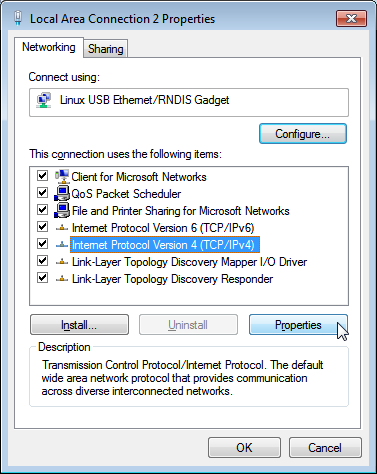 Local Area Connection 2 Properties
Networking
Sharing
Connect using:
Linux USB Ethernet/RNDIS Gadget
Configure...
This connection uses the following items:
Client for Microsoft Networks
QoS Packet Scheduler
File and Printer Sharing for Microsoft Networks
Internet Protocol Version 6 (TCP/IPv6)
Internet Protocol Version 4 (TCP/IPv4)
Link-Layer Topology Discovery Mapper I/O Driver
Link-Layer Topology Discovery Responder
Install...
Uninstall
Properties
Description
Transmission Control Protocol/Internet Protocol. The default
wide area network protocol that provides communication
across diverse interconnected networks.
OK
Cancel